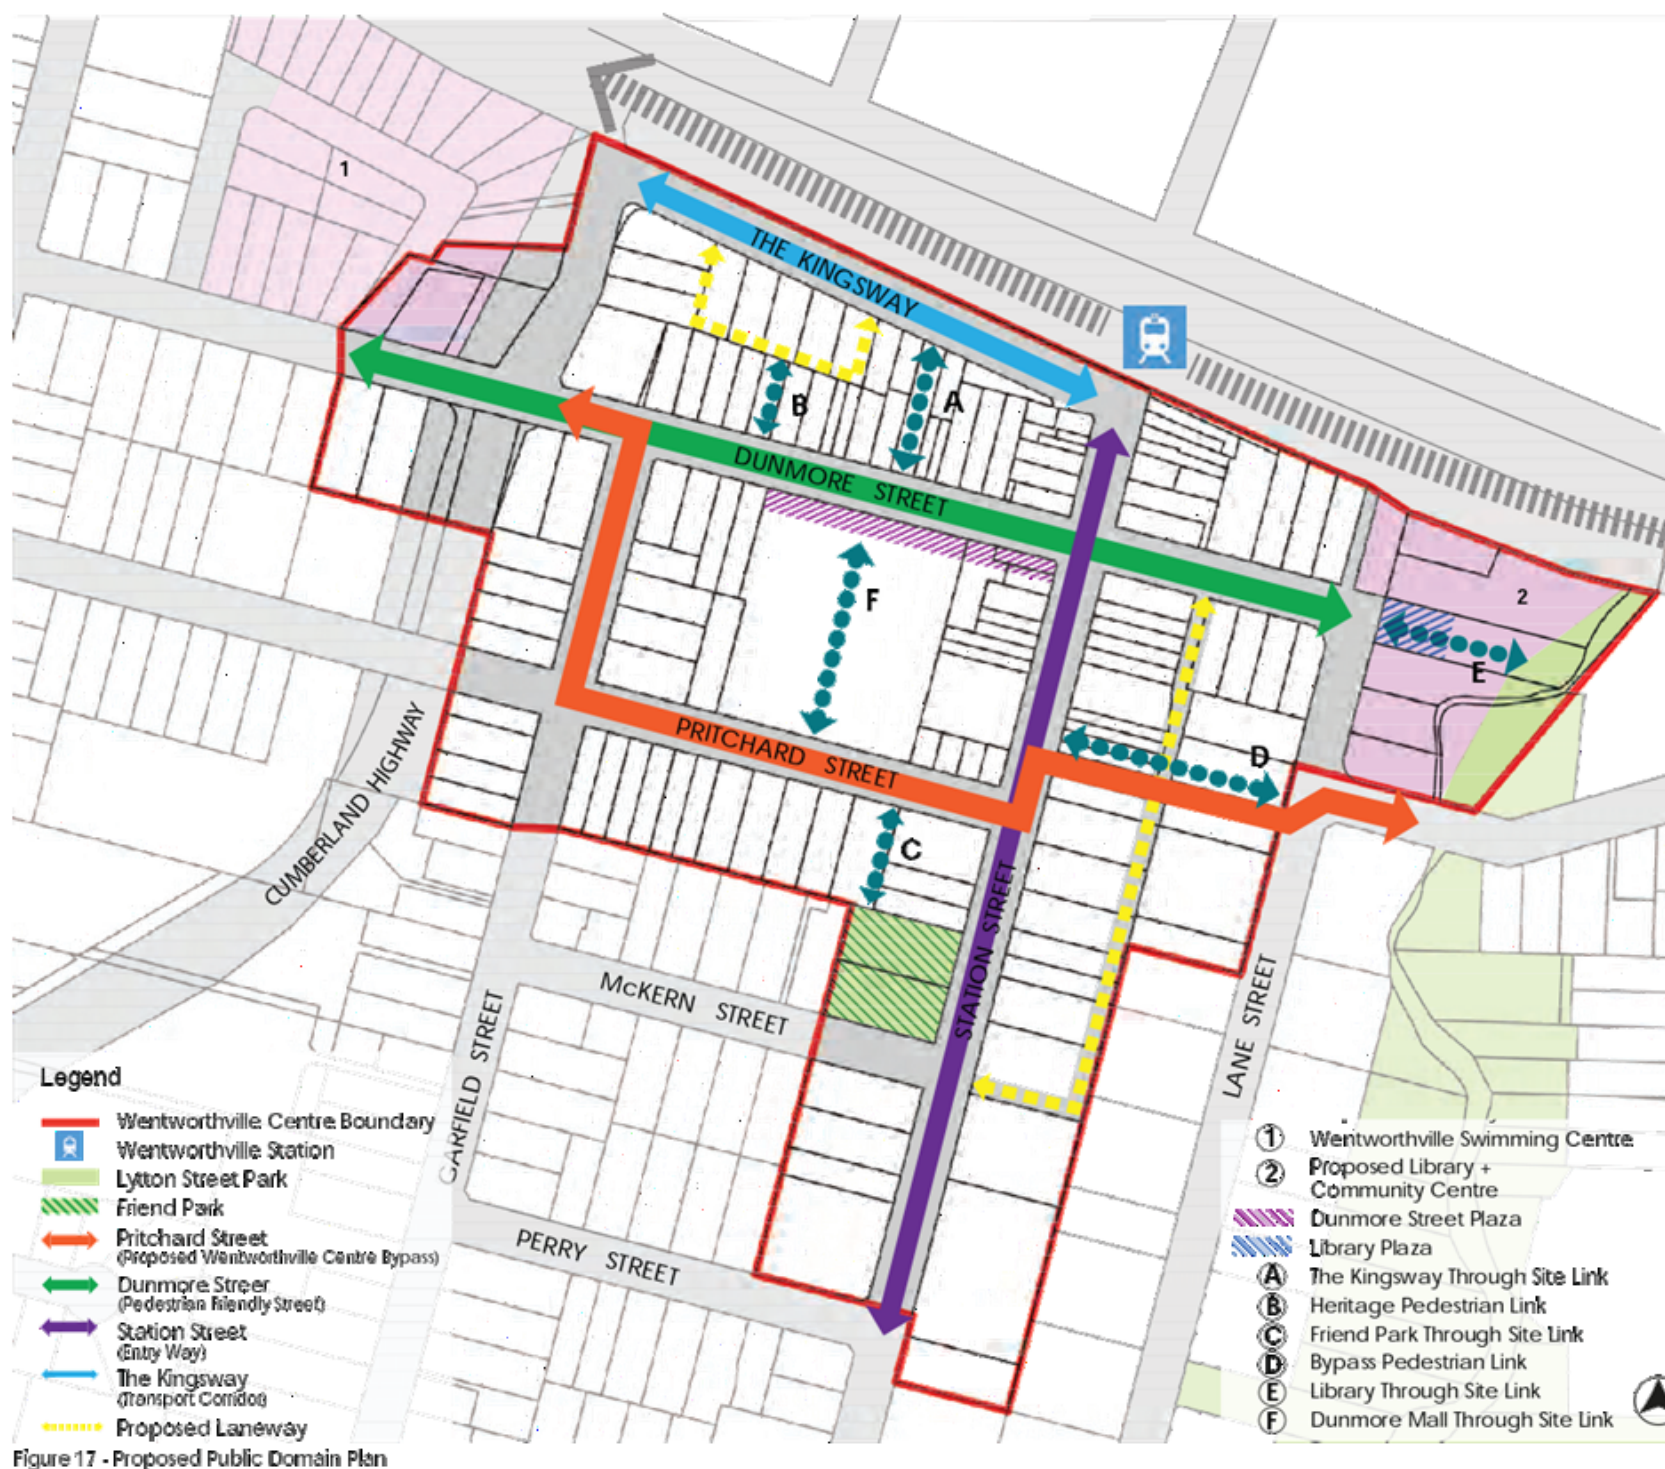 1
THE KINGSWAY
B
A
DUNMORE STREET
F
2
E
PRITCHARD STREET
D
CUMBERLAND HIGHWAY
C
STATION STREET
McKERN STREET
LANE STREET
GARFIELD STREET
PERRY STREET
Legend
Wentworthville Centre Boundary
Wentworthville Station
Lytton Street Park
Friend Park
Pritchard Street
(Proposed Wentworthville Centre Bypass)
Dunmore Streer
(Pedestrian Friendly Street)
Station Street
(Entry Way)
The Kingsway
(Transport Corridor)
Proposed Laneway
1 Wentworthville Swimming Centre
2 Proposed Library +
Community Centre
Dunmore Street Plaza
Library Plaza
A The Kingsway Through Site Link
B Heritage Pedestrian Link
C Friend Park Through Site Link
D Bypass Pedestrian Link
E Library Through Site Link
F Dunmore Mall Through Site Link
Figure 17 - Proposed Public Domain Plan